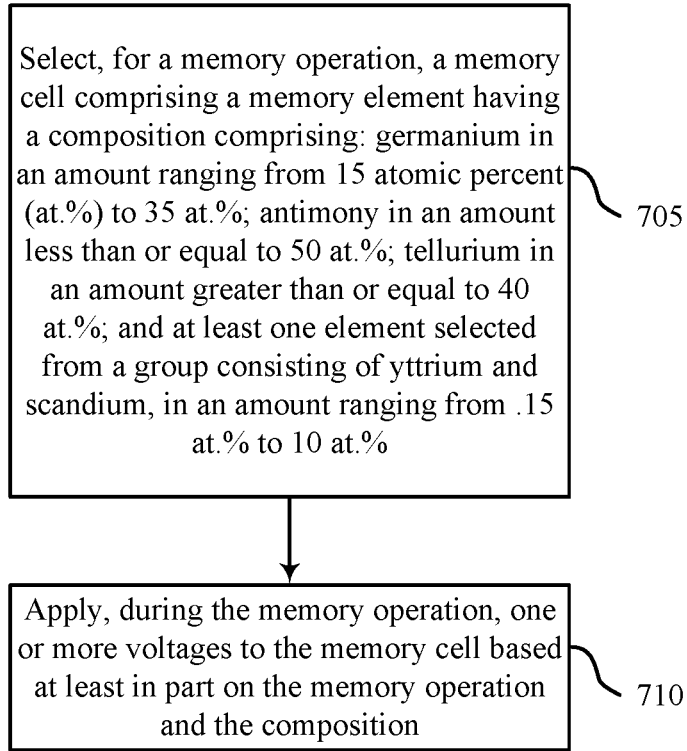 Select, for a memory operation, a memory
cell comprising a memory element having
a composition comprising: germanium in
an amount ranging from 15 atomic percent
(at.%) to 35 at.%; antimony in an amount
less than or equal to 50 at.%; tellurium in
an amount greater than or equal to 40
at.%; and at least one element selected
from a group consisting of yttrium and
scandium, in an amount ranging from .15
at.% to 10 at.%
705
Apply, during the memory operation, one
or more voltages to the memory cell based
at least in part on the memory operation
and the composition
710